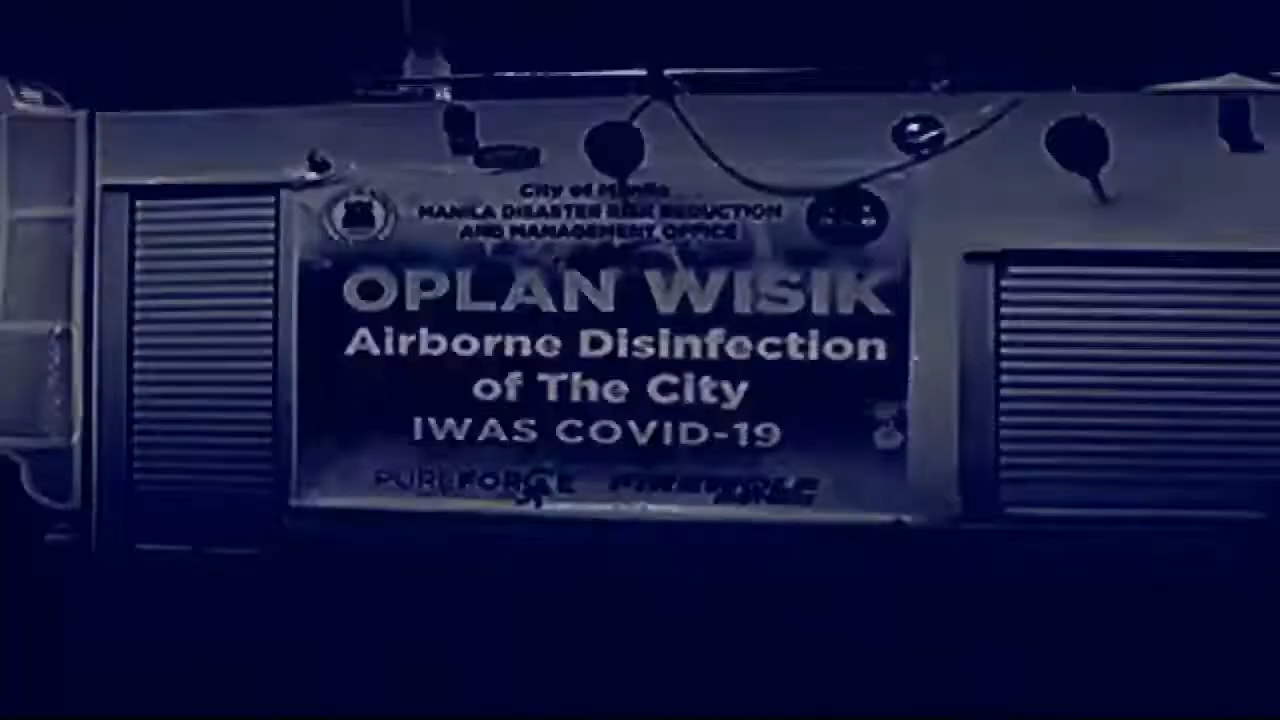 City of Manila
MANILA DISASTER RISK REDUCTION
AND MANAGEMENT OFFICE
OPLAN WISIK
Airborne Disinfection
of The City
IWAS COVID-19
PUREFORCE